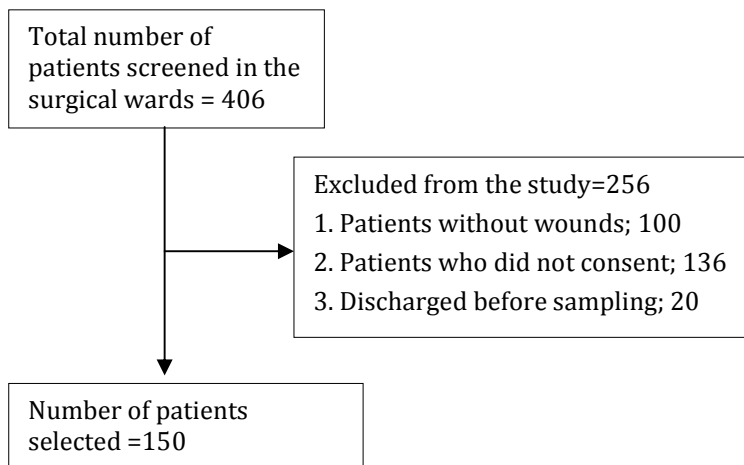 Total number of
patients screened in the
surgical wards = 406
Excluded from the study=256
1. Patients without wounds; 100
2. Patients who did not consent; 136
3. Discharged before sampling; 20
Number of patients
selected =150